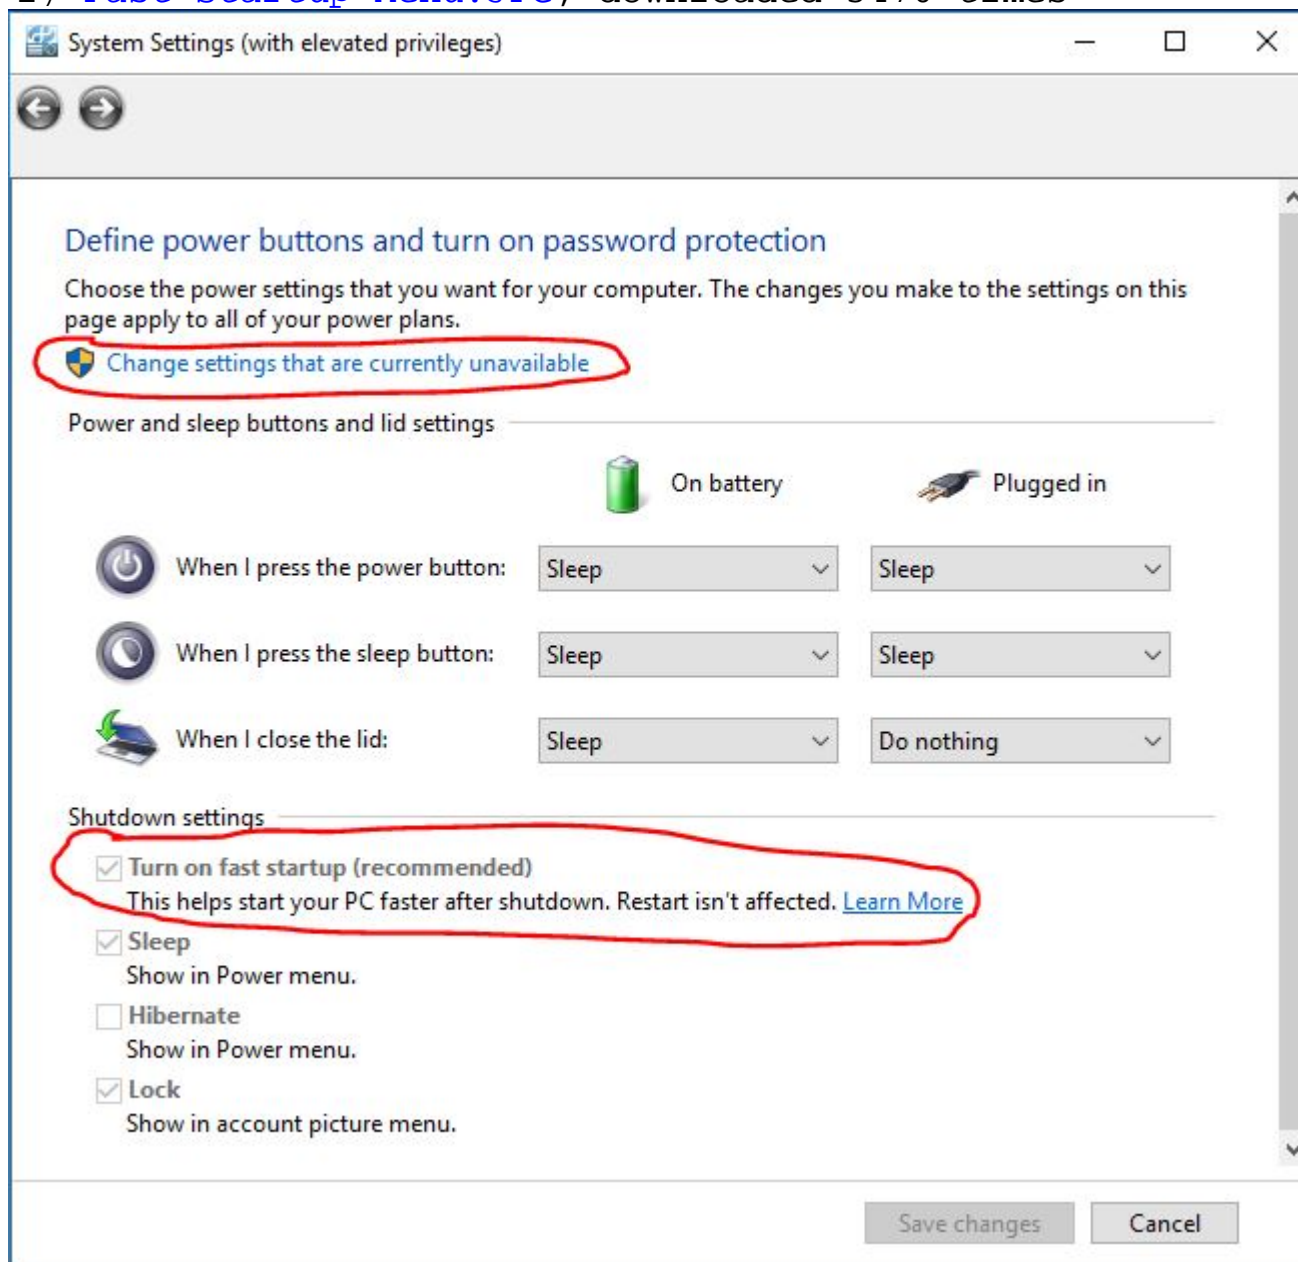 System Settings (with elevated privileges)
Define power buttons and turn on password protection
Choose the power settings that you want for your computer. The changes you make to the settings on this
page apply to all of your power plans.
Change settings that are currently unavailable
Power and sleep buttons and lid settings
On battery Plugged in
When I press the power button: Sleep Sleep
When I press the sleep button: Sleep Sleep
When I close the lid: Sleep Do nothing
Shutdown settings
Turn on fast startup (recommended)
This helps start your PC faster after shutdown. Restart isn't affected. Learn More
Sleep
Show in Power menu.
Hibernate
Show in Power menu.
Lock
Show in account picture menu.
Save changes Cancel